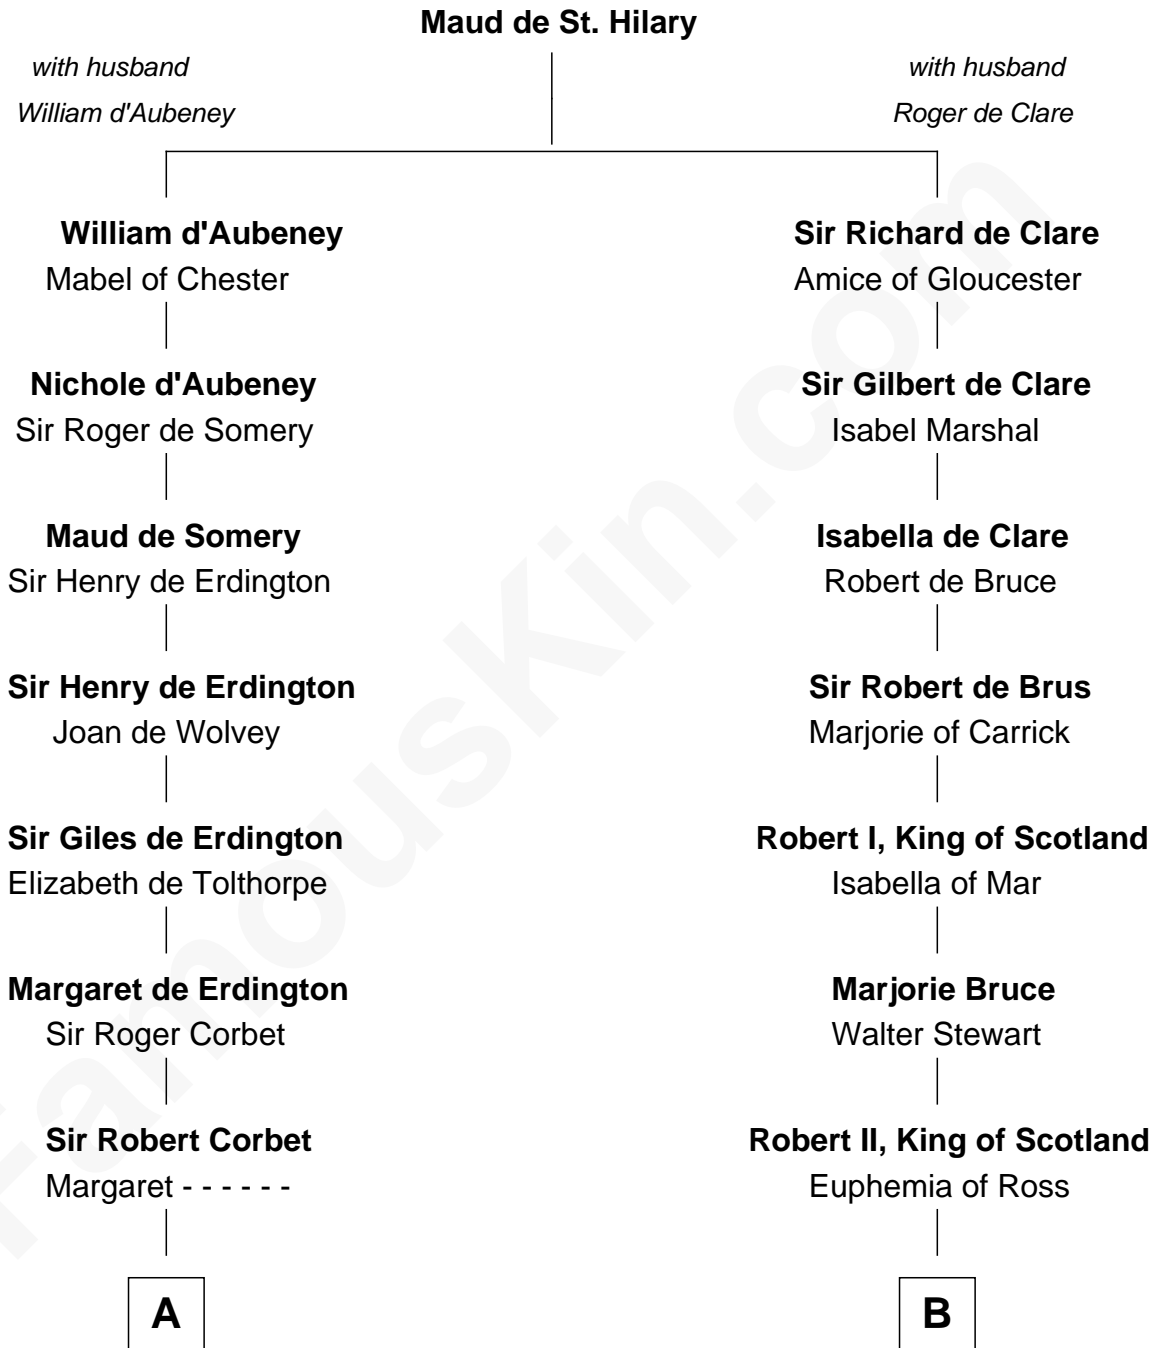 Maud de St. Hilary
with husband
William d'Aubeney
with husband
Roger de Clare
William d'Aubeney
Mabel of Chester
Sir Richard de Clare
Amice of Gloucester
Nichole d'Aubeney
Sir Roger de Somery
Sir Gilbert de Clare
Isabel Marshal
Maud de Somery
Sir Henry de Erdington
Isabella de Clare
Robert de Bruce
Sir Henry de Erdington
Joan de Wolvey
Sir Robert de Brus
Marjorie of Carrick
Sir Giles de Erdington
Elizabeth de Tolthorpe
Robert I, King of Scotland
Isabella of Mar
Margaret de Erdington
Sir Roger Corbet
Marjorie Bruce
Walter Stewart
Sir Robert Corbet
Margaret - - - - - -
Robert II, King of Scotland
Euphemia of Ross
A
B
FamousKin.com